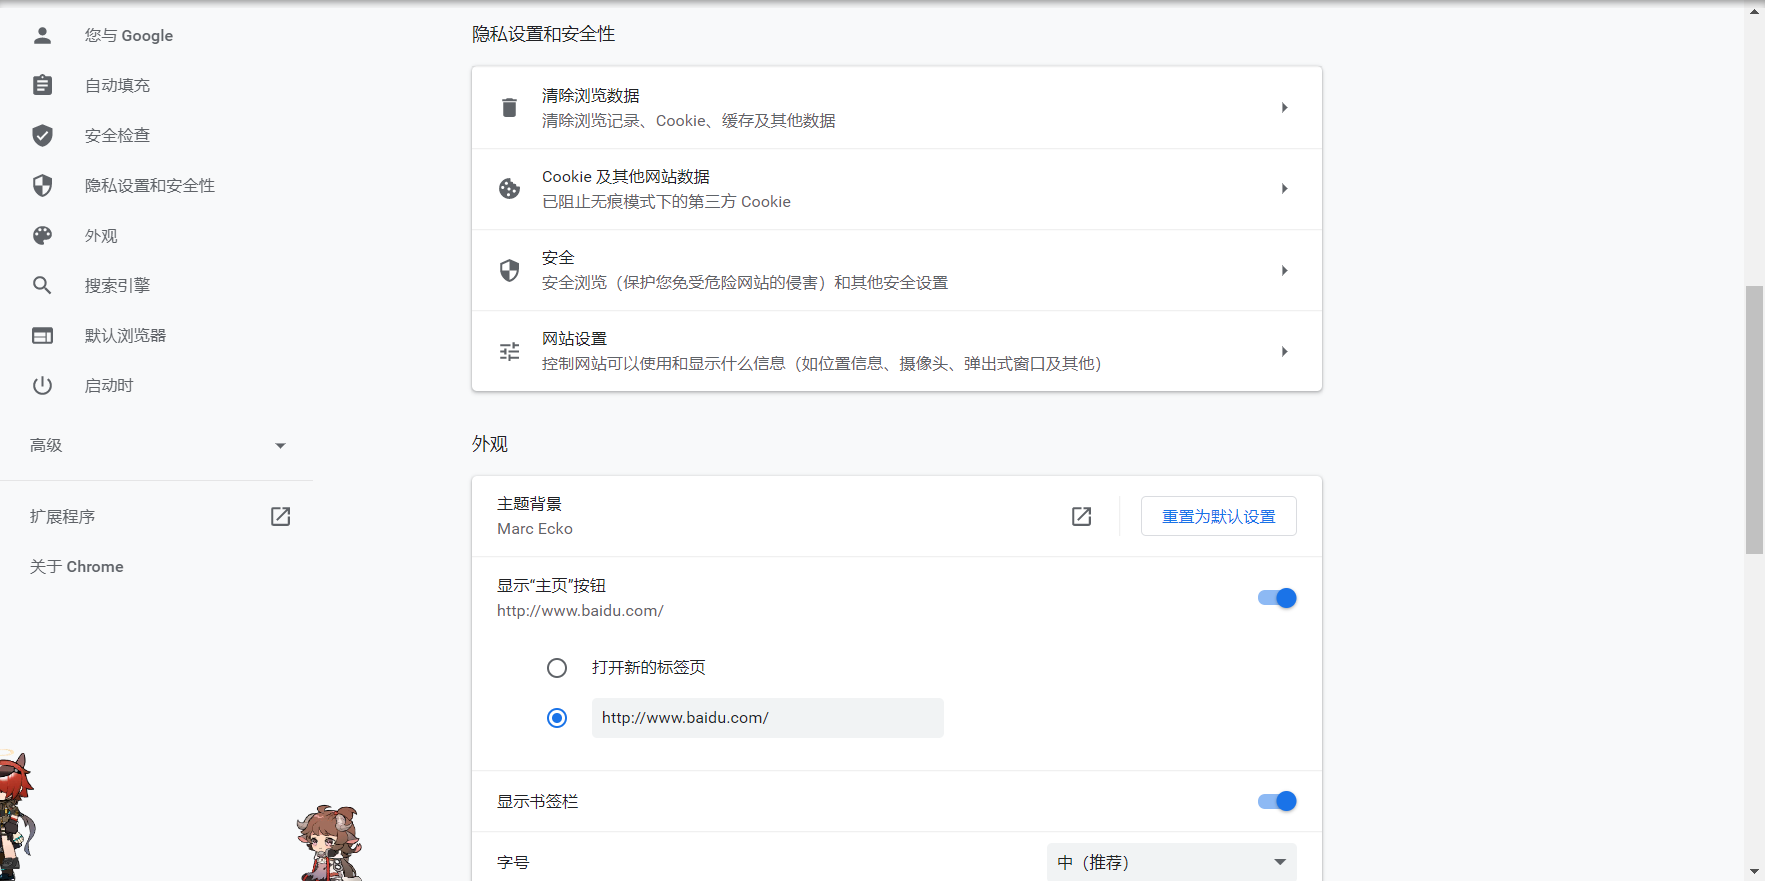 您与 Google
自动填充
安全检查
隐私设置和安全性
外观
搜索引擎
默认浏览器
启动时
高级
扩展程序
关于 Chrome
隐私设置和安全性
清除浏览数据
清除浏览记录、Cookie、缓存及其他数据
Cookie 及其他网站数据
已阻止无痕模式下的第三方 Cookie
安全
安全浏览（保护您免受危险网站的侵害）和其他安全设置
网站设置
控制网站可以使用和显示什么信息（如位置信息、摄像头、弹出式窗口及其他）
外观
主题背景
Marc Ecko
重置为默认设置
显示“主页”按钮
http://www.baidu.com/
打开新的标签页
http://www.baidu.com/
显示书签栏
字号
中（推荐）